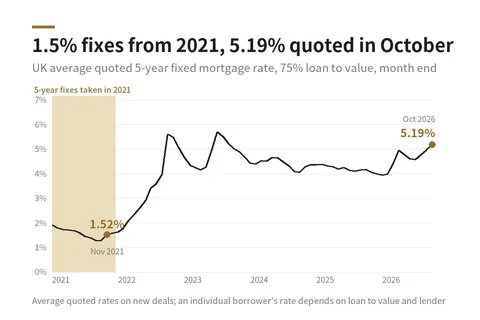 1.5% fixes from 2021, 5.19% quoted in October
UK average quoted 5-year fixed mortgage rate, 75% loan to value, month end
5-year fixes taken in 2021
7%
6%
5%
4%
3%
2%
1%
0%
Oct 2026
5.19%
1.52%
Nov 2021
2021 2022 2023 2024 2025 2026
Average quoted rates on new deals; an individual borrower's rate depends on loan to value and lender